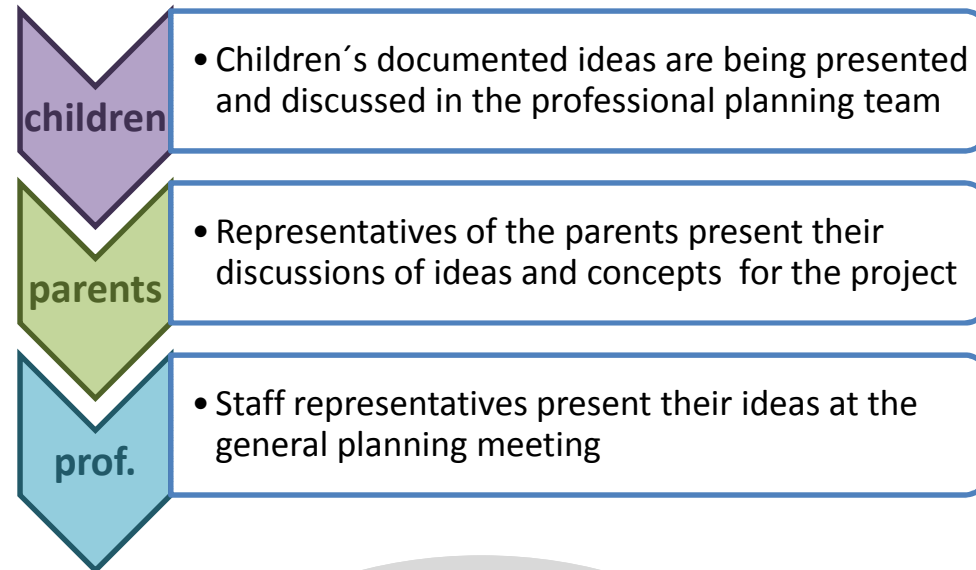 children
• Children´s documented ideas are being presented
and discussed in the professional planning team
parents
• Representatives of the parents present their
discussions of ideas and concepts  for the project
prof.
• Staff representatives present their ideas at the
general planning meeting